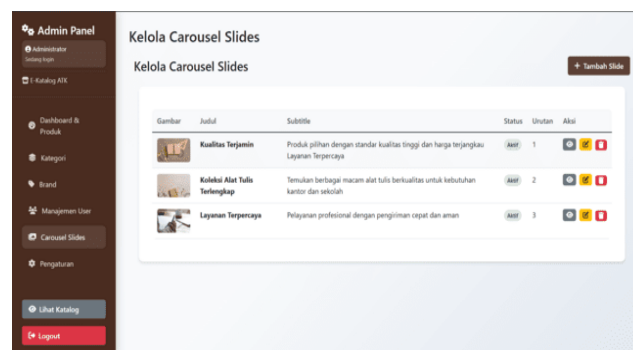 Admin Panel
Administrator
Sedang login
E-Katalog ATK
Dashboard &
Produk
Kategori
Brand
Manajemen User
Carousel Slides
Pengaturan
Lihat Katalog
Logout
Kelola Carousel Slides
Kelola Carousel Slides
+ Tambah Slide
Gambar Judul Subtitle Status Urutan Aksi
Kualitas Terjamin Produk pilihan dengan standar kualitas tinggi dan harga terjangkau Aktif 1
Layanan Terpercaya
Koleksi Alat Tulis Temukan berbagai macam alat tulis berkualitas untuk kebutuhan Aktif 2
Terlengkap kantor dan sekolah
Layanan Terpercaya Pelayanan profesional dengan pengiriman cepat dan aman Aktif 3